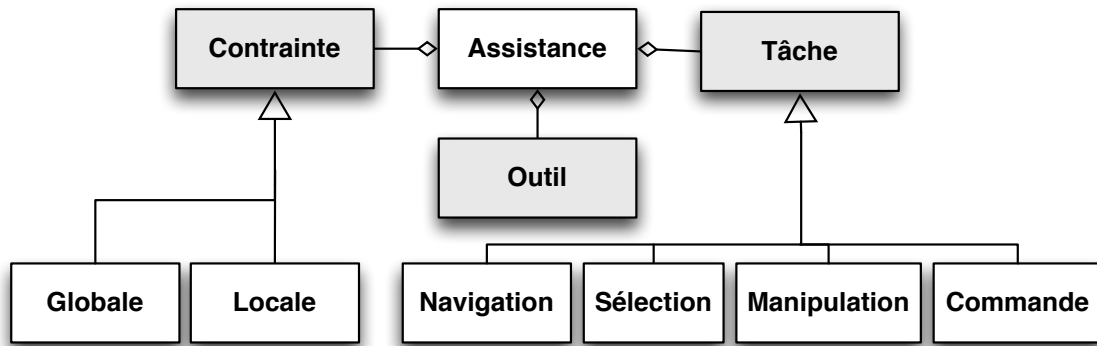 Contrainte
Assistance
Tâche
Outil
Globale
Locale
Navigation
Sélection
Manipulation
Commande